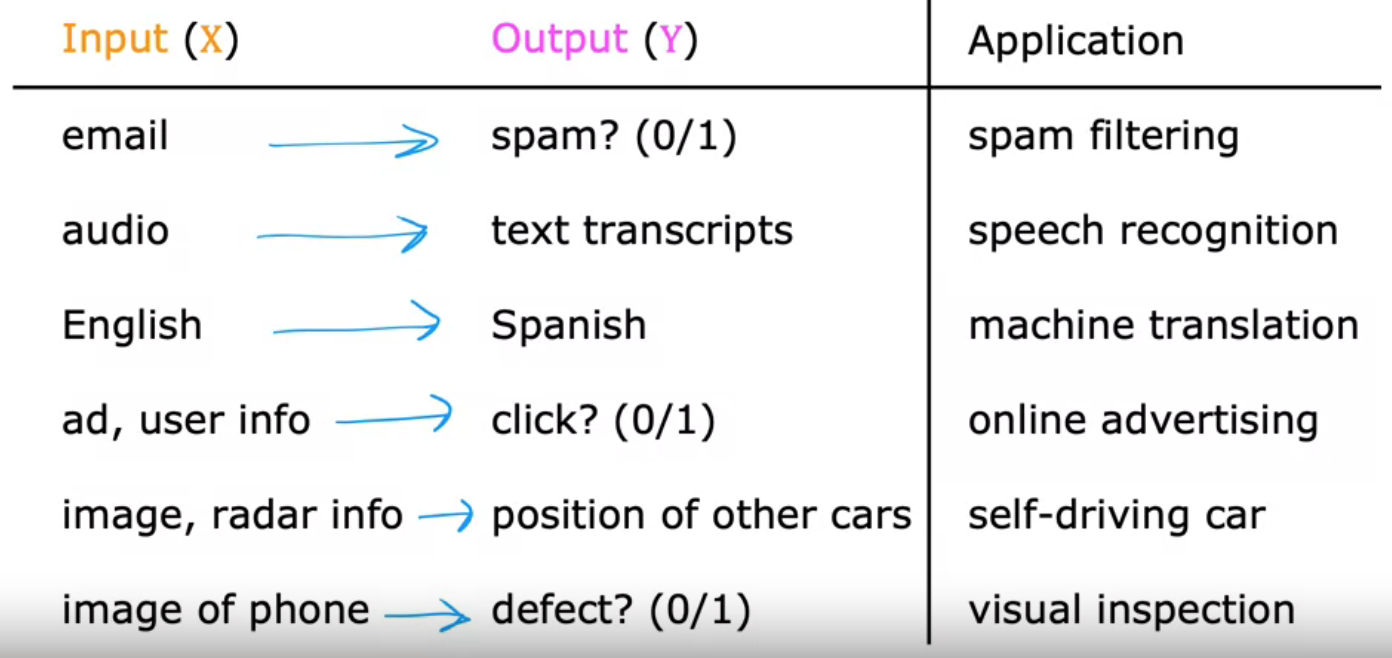 Input (X) Output (Y) Application
email spam? (0/1) spam filtering
audio text transcripts speech recognition
English Spanish machine translation
ad, user info click? (0/1) online advertising
image, radar info position of other cars self-driving car
image of phone defect? (0/1) visual inspection